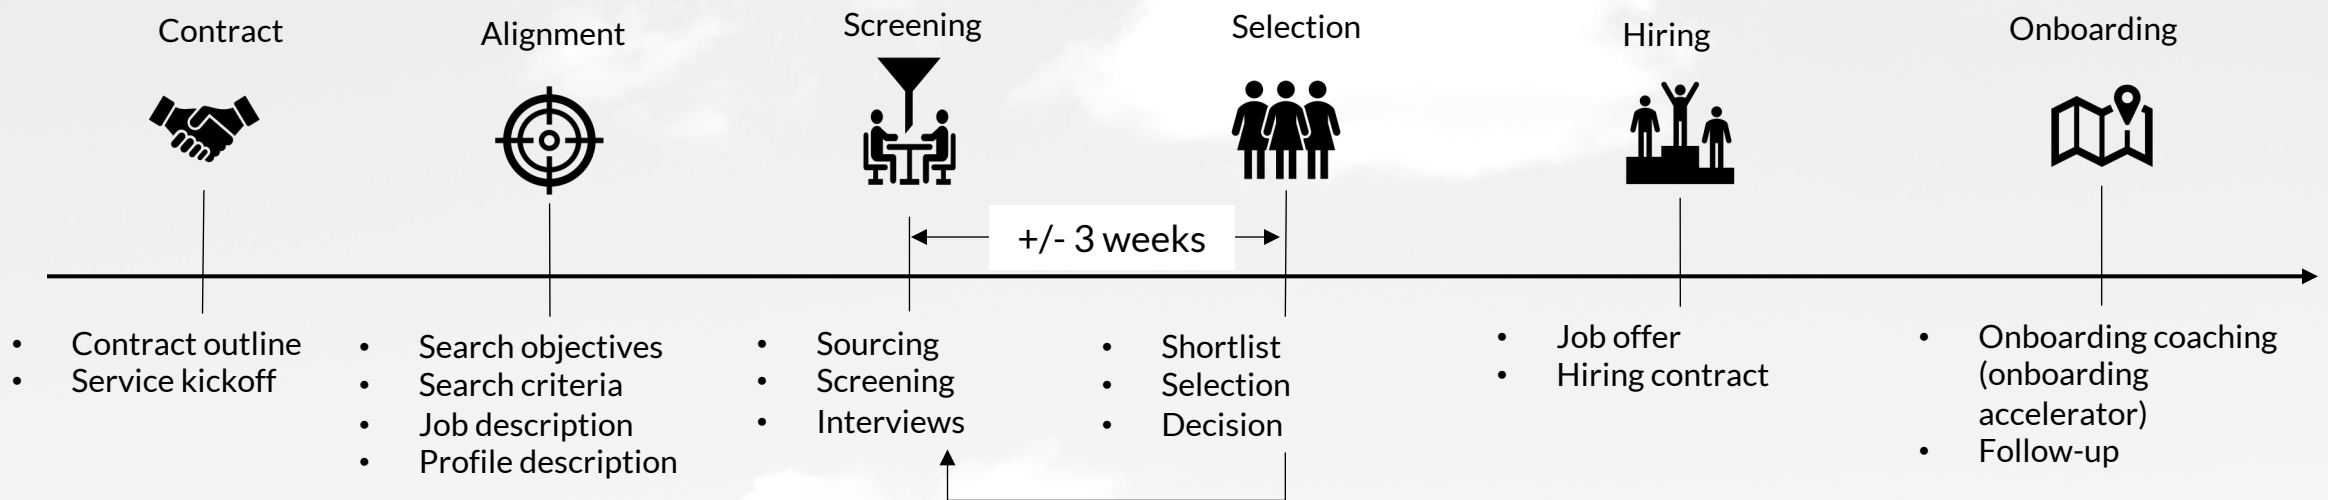 Contract
Alignment
Screening
Selection
Hiring
Onboarding
+/- 3 weeks
• Contract outline
• Service kickoff
• Search objectives
• Search criteria
• Job description
• Profile description
• Sourcing
• Screening
• Interviews
• Shortlist
• Selection
• Decision
• Job offer
• Hiring contract
• Onboarding coaching
(onboarding
accelerator)
• Follow-up